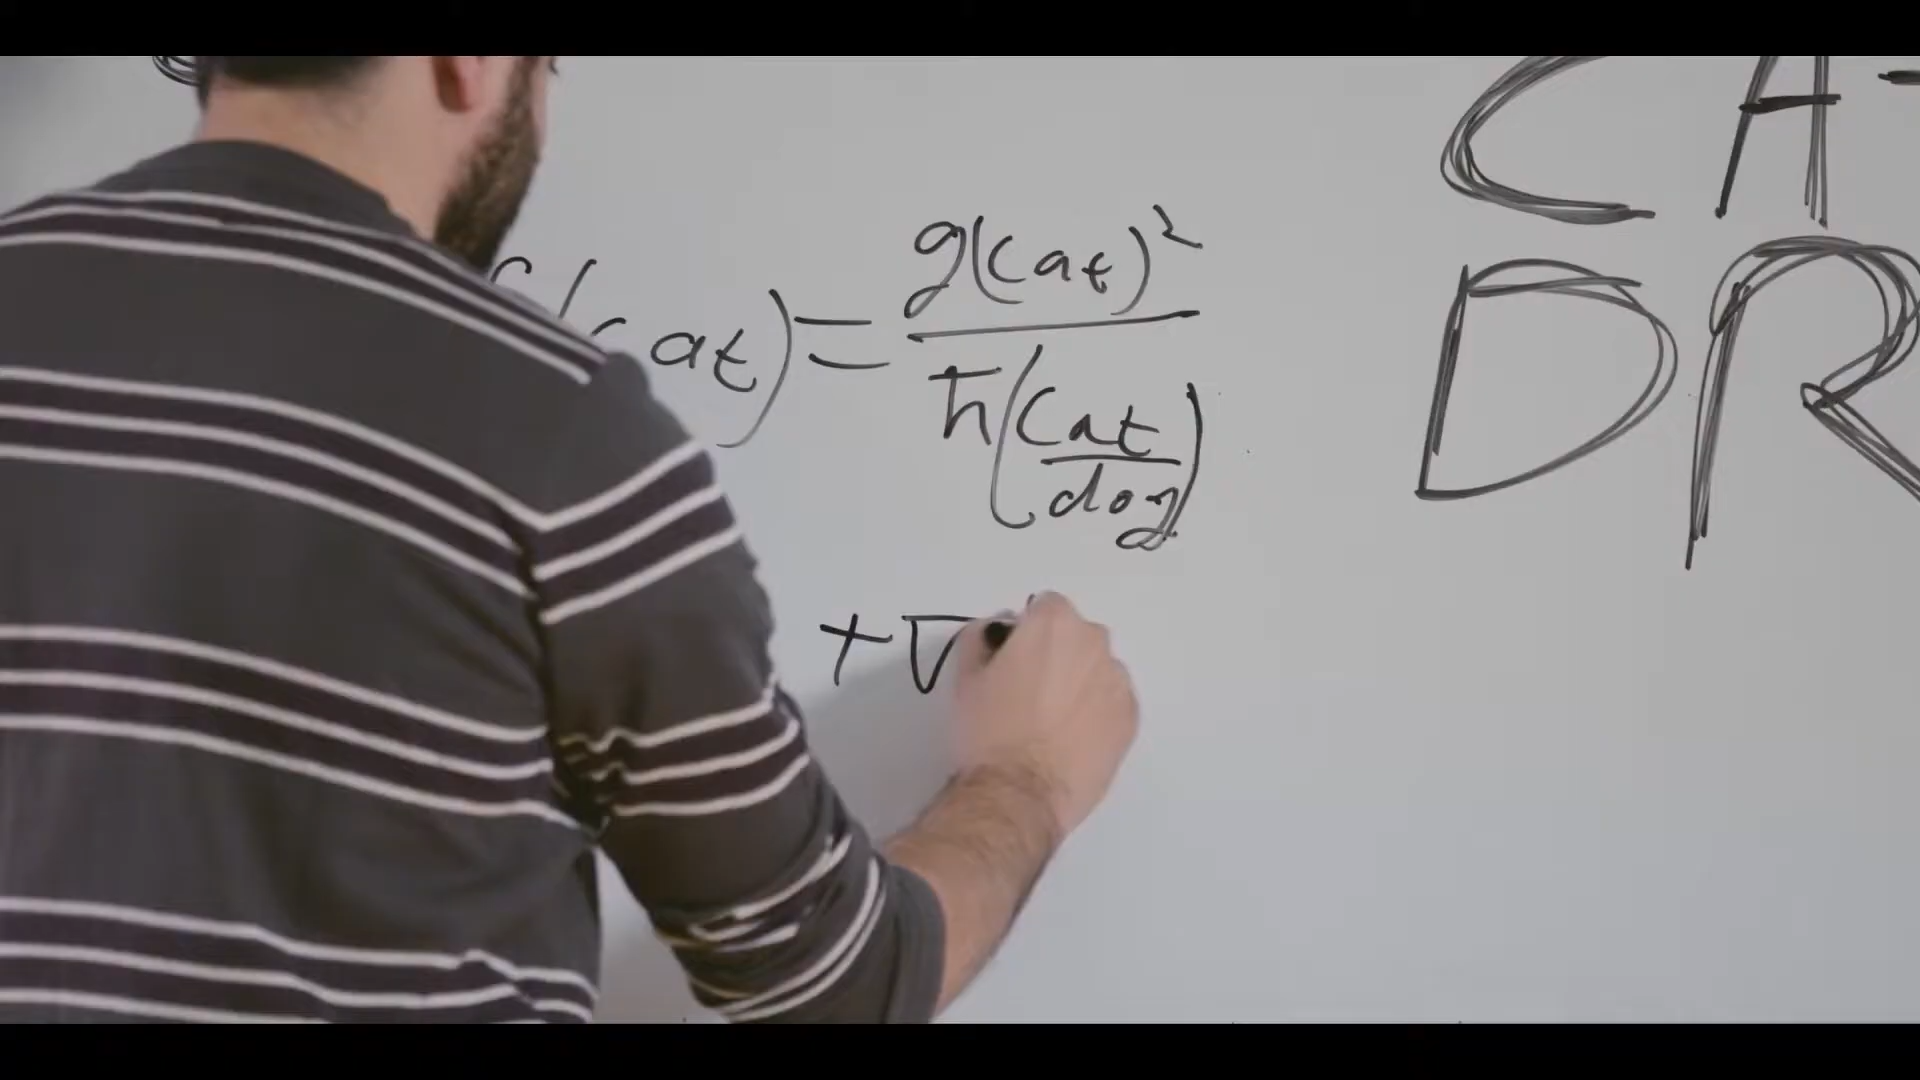 f(cat) = g(cat)²
ħ(cat
dog)
+ ∇
CA
DR